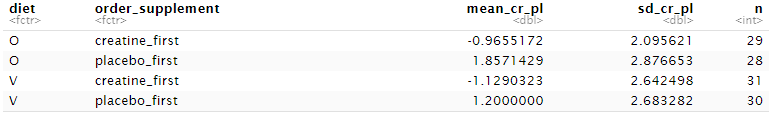 diet order_supplement mean_cr_pl sd_cr_pl n
<fctr> <fctr> <dbl> <dbl> <int>
O creatine_first -0.9655172 2.095621 29
O placebo_first 1.8571429 2.876653 28
V creatine_first -1.1290323 2.642498 31
V placebo_first 1.2000000 2.683282 30